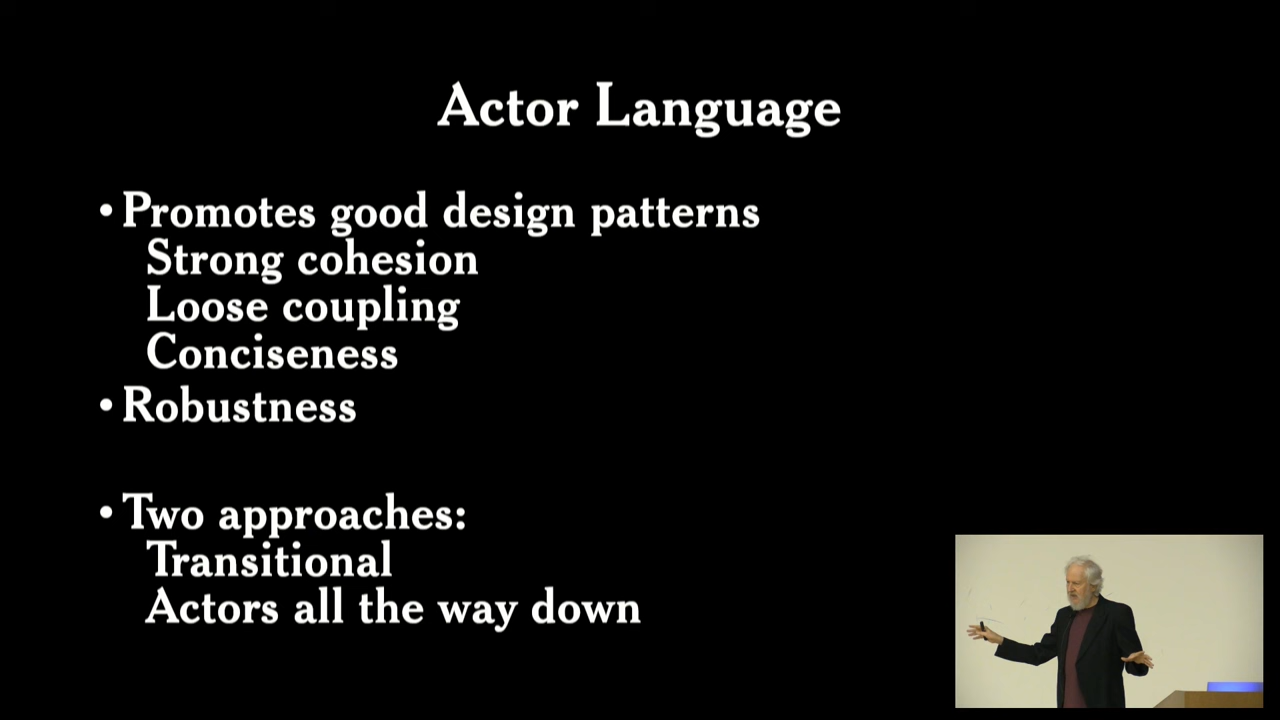 Actor Language
• Promotes good design patterns
Strong cohesion
Loose coupling
Conciseness
• Robustness
• Two approaches:
Transitional
Actors all the way down